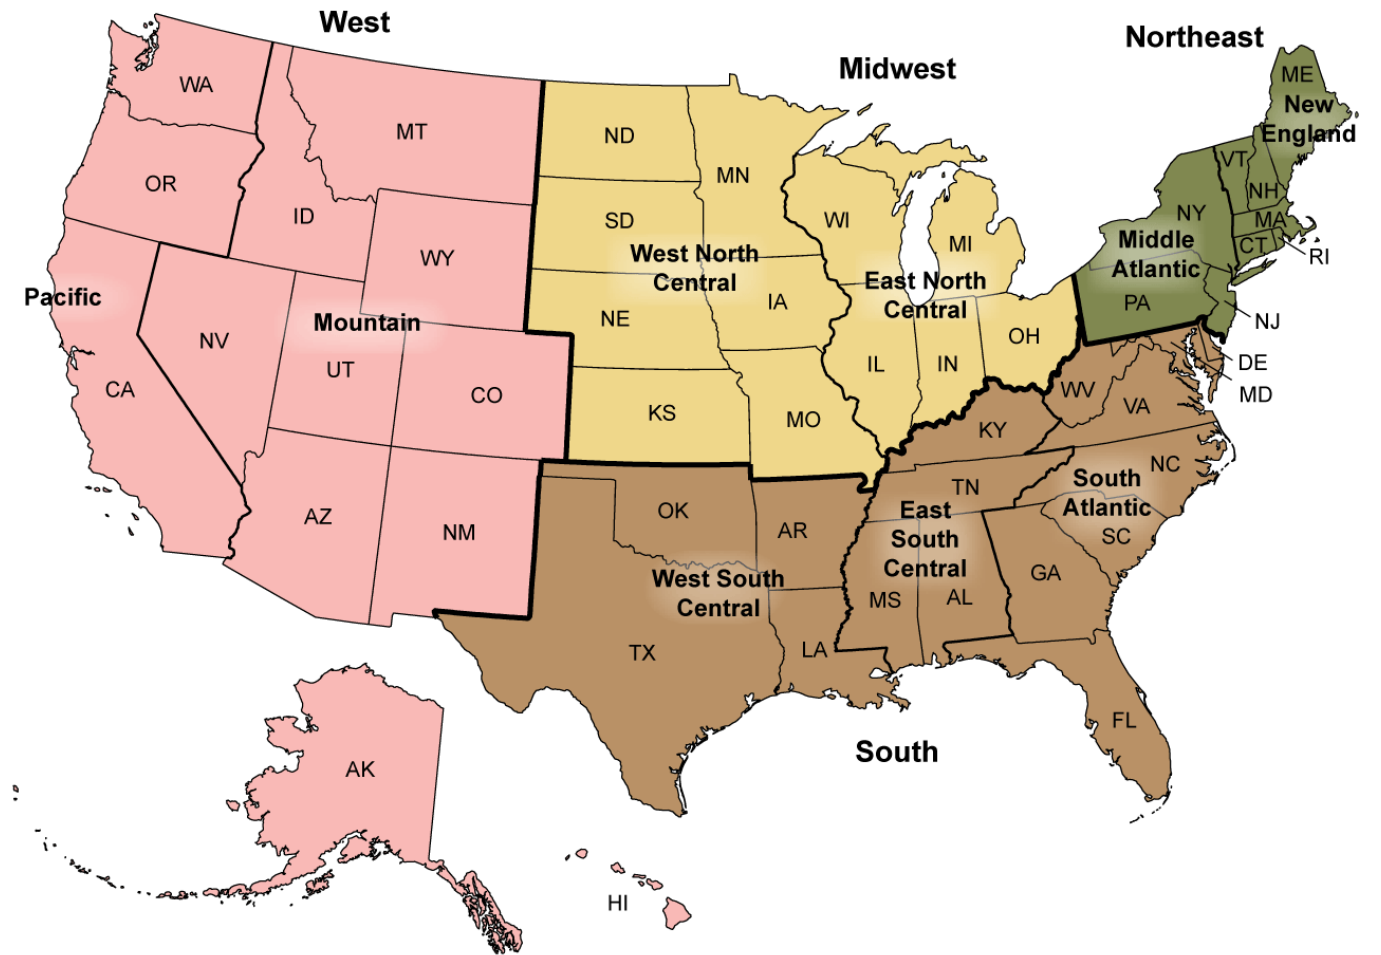 West
Midwest
Northeast
WA
OR
ID
MT
WY
Pacific
Mountain
NV
UT
CO
CA
AZ
NM
AK
HI
ND
SD
MN
West North
Central
NE
IA
KS
MO
WI
MI
East North
Central
IL
IN
OH
ME
New
England
VT
NH
NY
MA
CT
RI
Middle
Atlantic
PA
NJ
DE
MD
WV
VA
KY
NC
TN
South
Atlantic
SC
East
South
Central
GA
MS
AL
OK
AR
West South
Central
TX
LA
FL
South